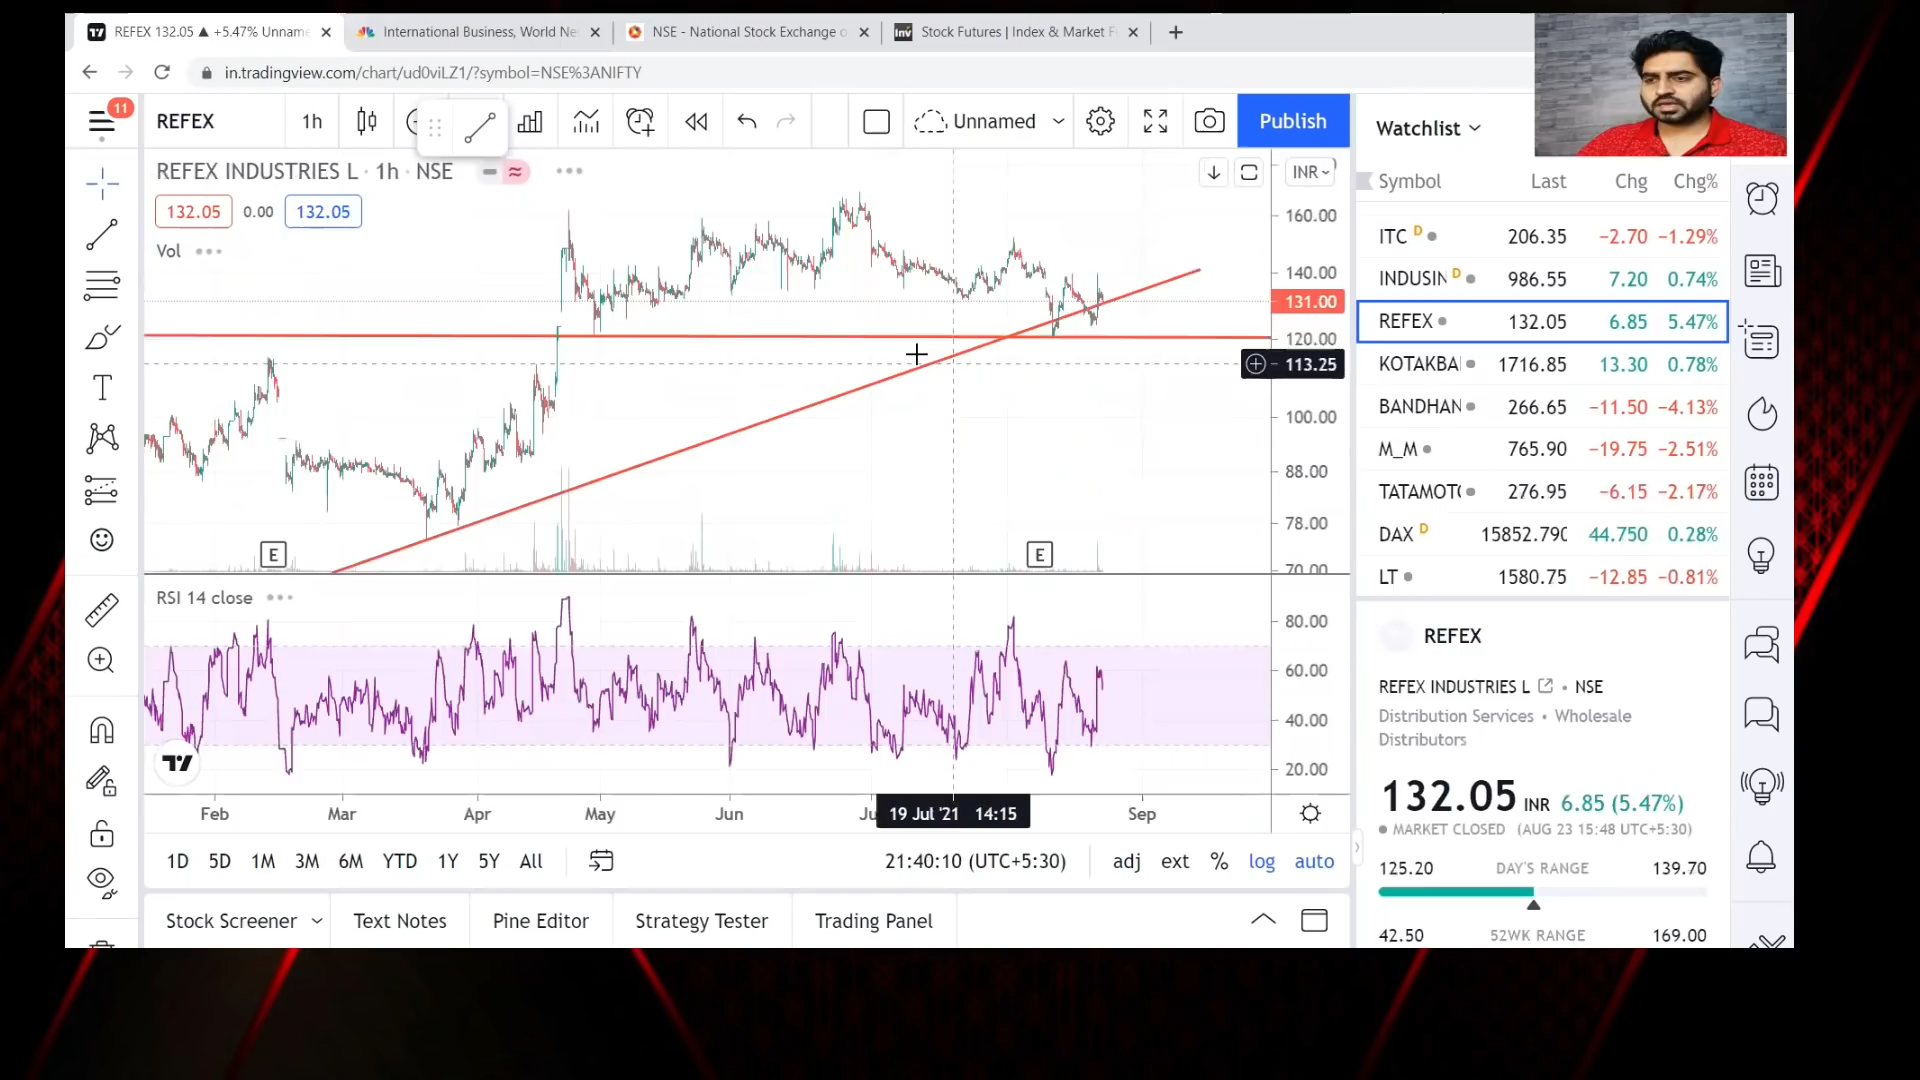 REFEX 132.05 ▲ +5.47% Unname
International Business, World Ne
NSE - National Stock Exchange o
Inv
Stock Futures | Index & Market F
in.tradingview.com/chart/ud0viLZ1/?symbol=NSE%3ANIFTY
11
REFEX
1h
Unnamed
Publish
Watchlist
REFEX INDUSTRIES L · 1h · NSE
INR
132.05 0.00 132.05
Vol
160.00
140.00
131.00
120.00
113.25
100.00
88.00
78.00
70.00
E
E
RSI 14 close
80.00
60.00
40.00
20.00
Feb Mar Apr May Jun Ju 19 Jul '21 14:15 Sep
1D 5D 1M 3M 6M YTD 1Y 5Y All
21:40:10 (UTC+5:30)
adj ext % log auto
Stock Screener Text Notes Pine Editor Strategy Tester Trading Panel
Symbol Last Chg Chg%
ITC D 206.35 −2.70 −1.29%
INDUSIN D 986.55 7.20 0.74%
REFEX 132.05 6.85 5.47%
KOTAKBA 1716.85 13.30 0.78%
BANDHAN 266.65 −11.50 −4.13%
M_M 765.90 −19.75 −2.51%
TATAMOT 276.95 −6.15 −2.17%
DAX D 15852.790 44.750 0.28%
LT 1580.75 −12.85 −0.81%
REFEX
REFEX INDUSTRIES L • NSE
Distribution Services • Wholesale
Distributors
132.05 INR 6.85 (5.47%)
MARKET CLOSED (AUG 23 15:48 UTC+5:30)
125.20 DAY'S RANGE 139.70
42.50 52WK RANGE 169.00